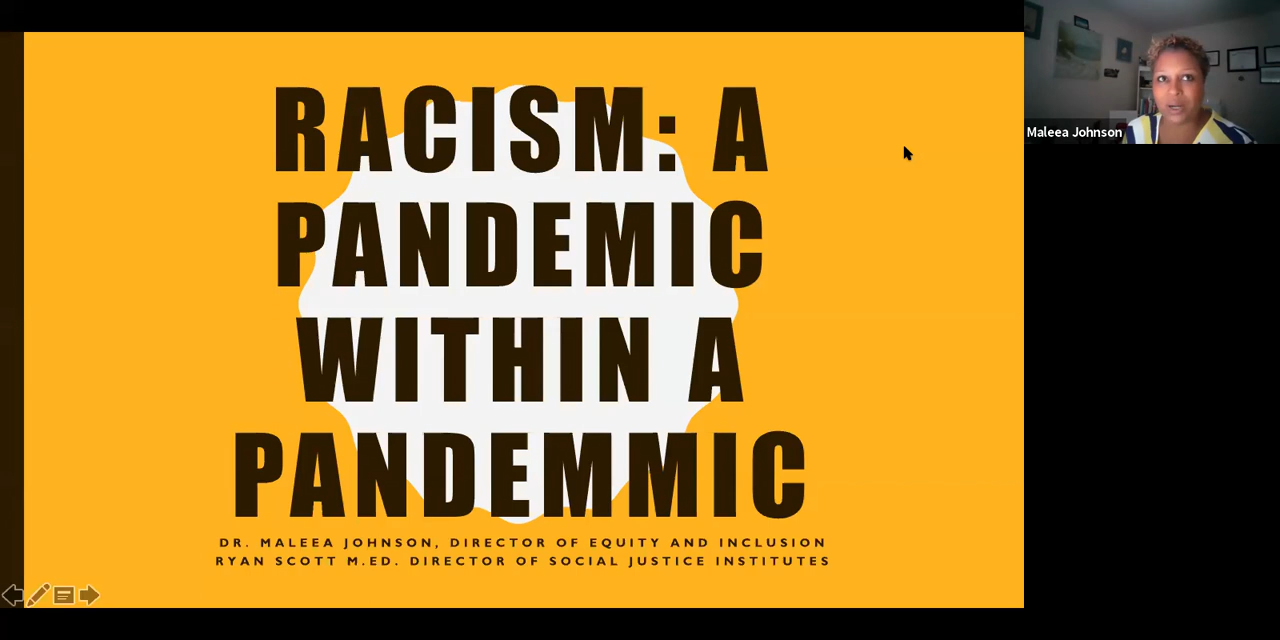 RACISM: A
PANDEMIC
WITHIN A
PANDEMMIC
DR. MALEEA JOHNSON, DIRECTOR OF EQUITY AND INCLUSION
RYAN SCOTT M.ED. DIRECTOR OF SOCIAL JUSTICE INSTITUTES
Maleea Johnson